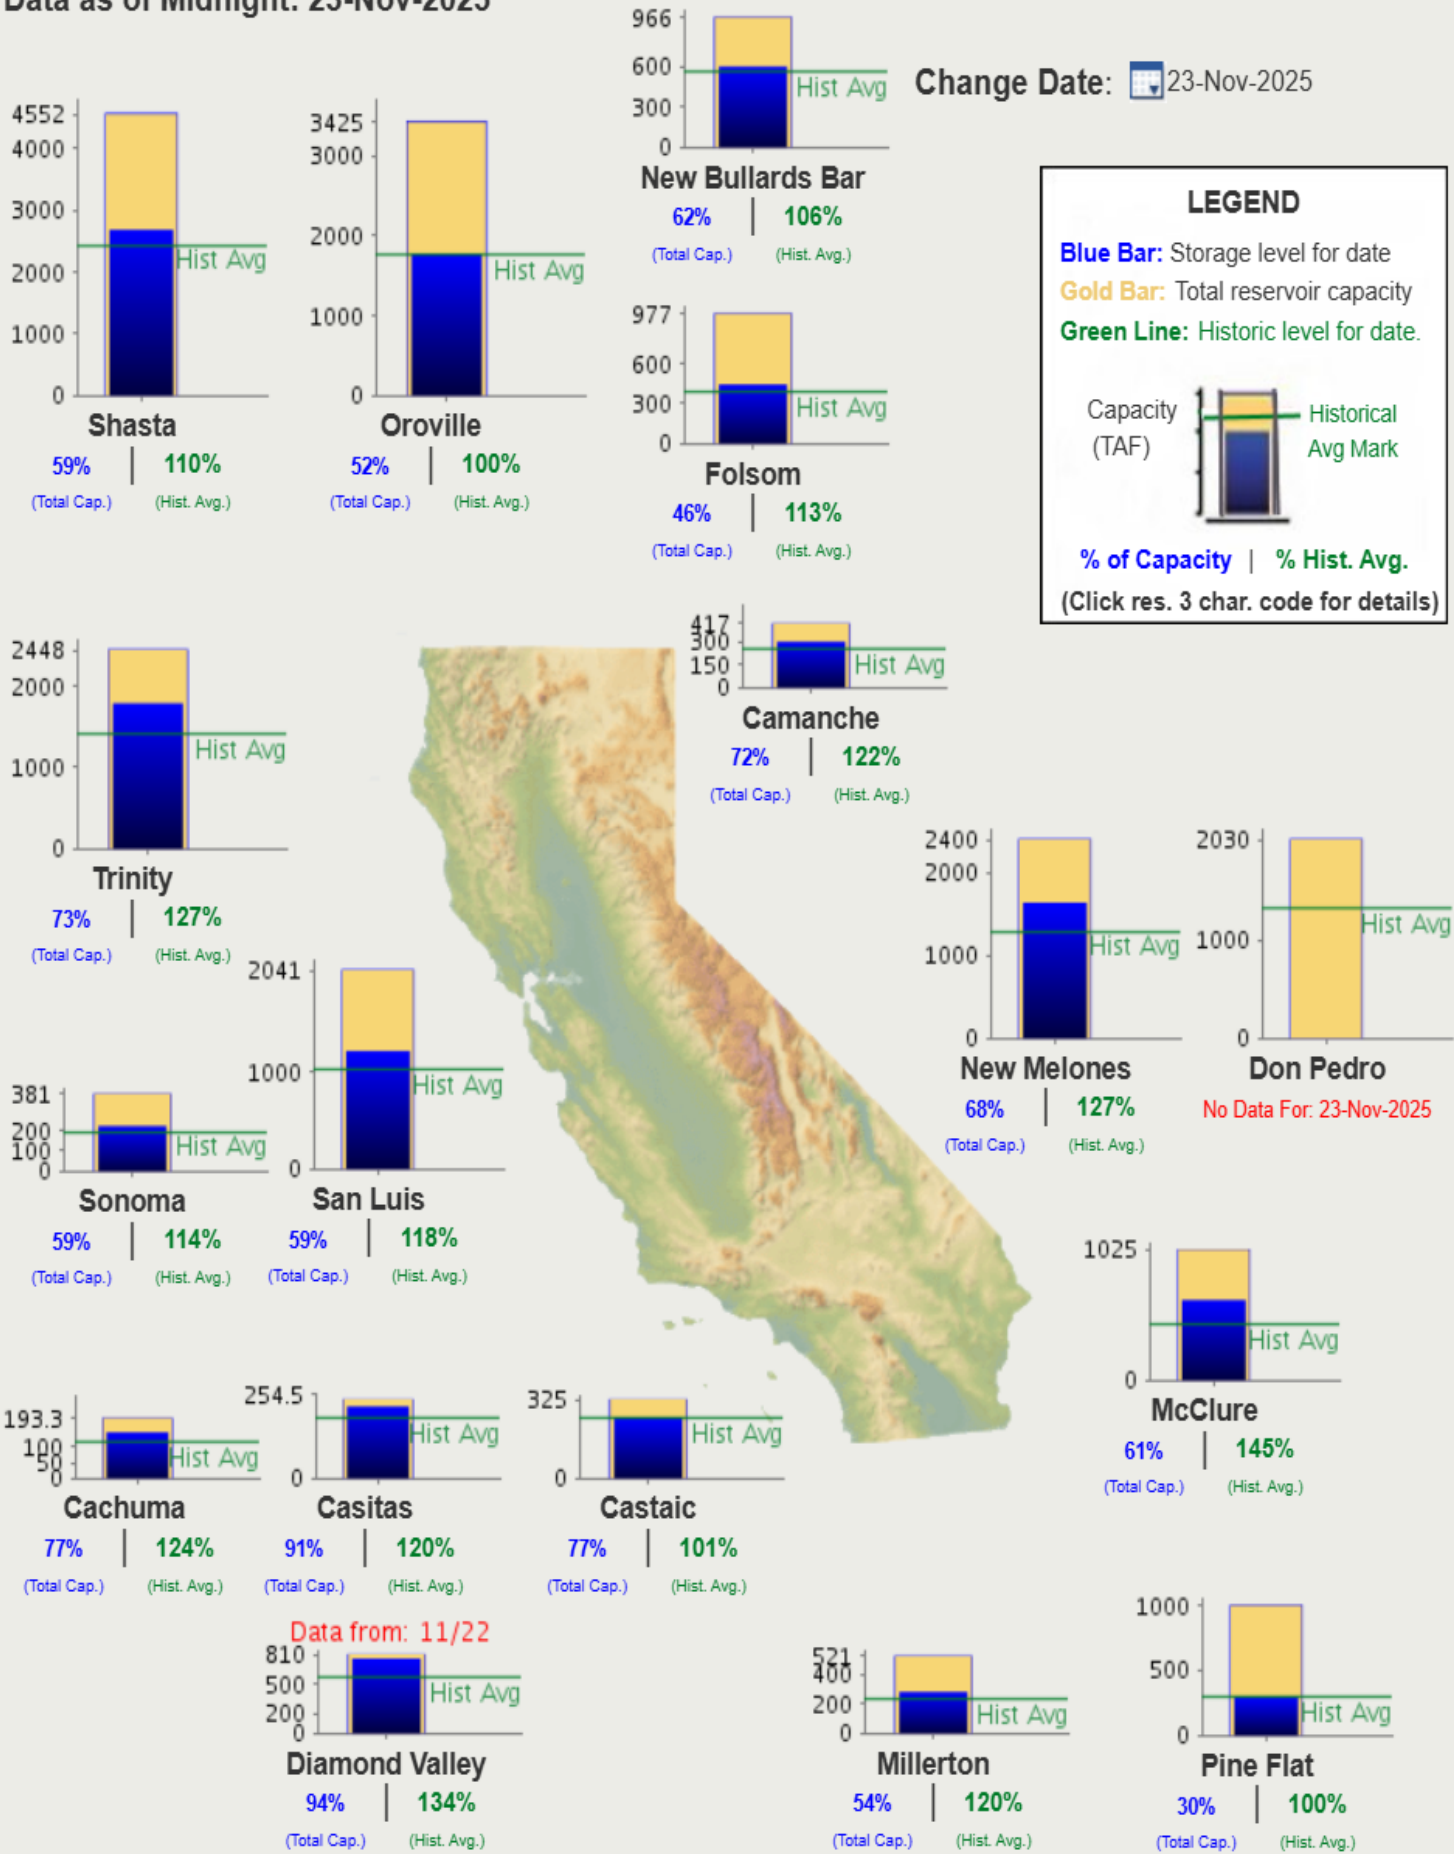 Data as of Midnight: 23-Nov-2025
966
600
300
0
Hist Avg
New Bullards Bar
62% | 106%
(Total Cap.) (Hist. Avg.)
Change Date: 23-Nov-2025
4552
4000
3000
2000
1000
0
Hist Avg
Shasta
59% | 110%
(Total Cap.) (Hist. Avg.)
3425
3000
2000
1000
0
Hist Avg
Oroville
52% | 100%
(Total Cap.) (Hist. Avg.)
977
600
300
0
Hist Avg
Folsom
46% | 113%
(Total Cap.) (Hist. Avg.)
LEGEND
Blue Bar: Storage level for date
Gold Bar: Total reservoir capacity
Green Line: Historic level for date.
Capacity
(TAF)
Historical
Avg Mark
% of Capacity | % Hist. Avg.
(Click res. 3 char. code for details)
2448
2000
1000
0
Hist Avg
Trinity
73% | 127%
(Total Cap.) (Hist. Avg.)
417
300
150
0
Hist Avg
Camanche
72% | 122%
(Total Cap.) (Hist. Avg.)
2400
2000
1000
0
Hist Avg
New Melones
68% | 127%
(Total Cap.) (Hist. Avg.)
2030
1000
0
Hist Avg
Don Pedro
No Data For: 23-Nov-2025
381
200
100
0
Hist Avg
Sonoma
59% | 114%
(Total Cap.) (Hist. Avg.)
2041
1000
0
Hist Avg
San Luis
59% | 118%
(Total Cap.) (Hist. Avg.)
1025
0
Hist Avg
McClure
61% | 145%
(Total Cap.) (Hist. Avg.)
193.3
100
50
0
Hist Avg
Cachuma
77% | 124%
(Total Cap.) (Hist. Avg.)
254.5
0
Hist Avg
Casitas
91% | 120%
(Total Cap.) (Hist. Avg.)
325
0
Hist Avg
Castaic
77% | 101%
(Total Cap.) (Hist. Avg.)
Data from: 11/22
810
500
200
0
Hist Avg
Diamond Valley
94% | 134%
(Total Cap.) (Hist. Avg.)
521
400
200
0
Hist Avg
Millerton
54% | 120%
(Total Cap.) (Hist. Avg.)
1000
500
0
Hist Avg
Pine Flat
30% | 100%
(Total Cap.) (Hist. Avg.)